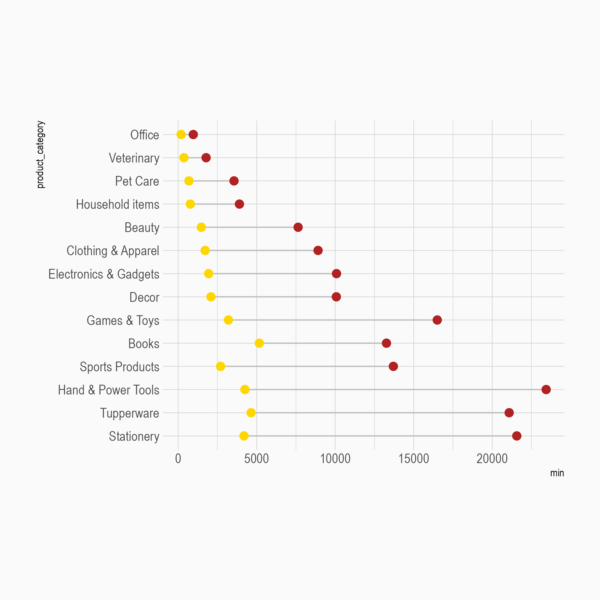 product_category
Office
Veterinary
Pet Care
Household items
Beauty
Clothing & Apparel
Electronics & Gadgets
Decor
Games & Toys
Books
Sports Products
Hand & Power Tools
Tupperware
Stationery
0 5000 10000 15000 20000
min